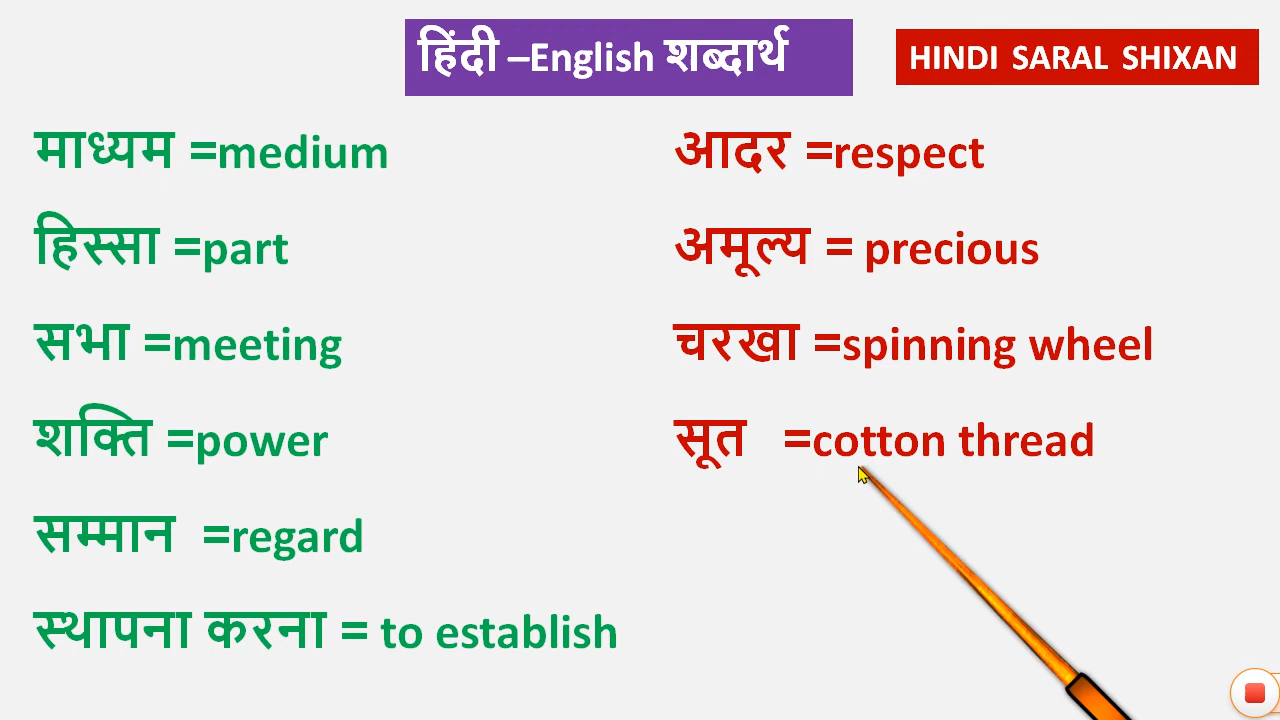 हिंदी –English शब्दार्थ
HINDI SARAL SHIXAN
माध्यम =medium
हिस्सा =part
सभा =meeting
शक्ति =power
सम्मान =regard
स्थापना करना = to establish
आदर =respect
अमूल्य = precious
चरखा =spinning wheel
सूत =cotton thread